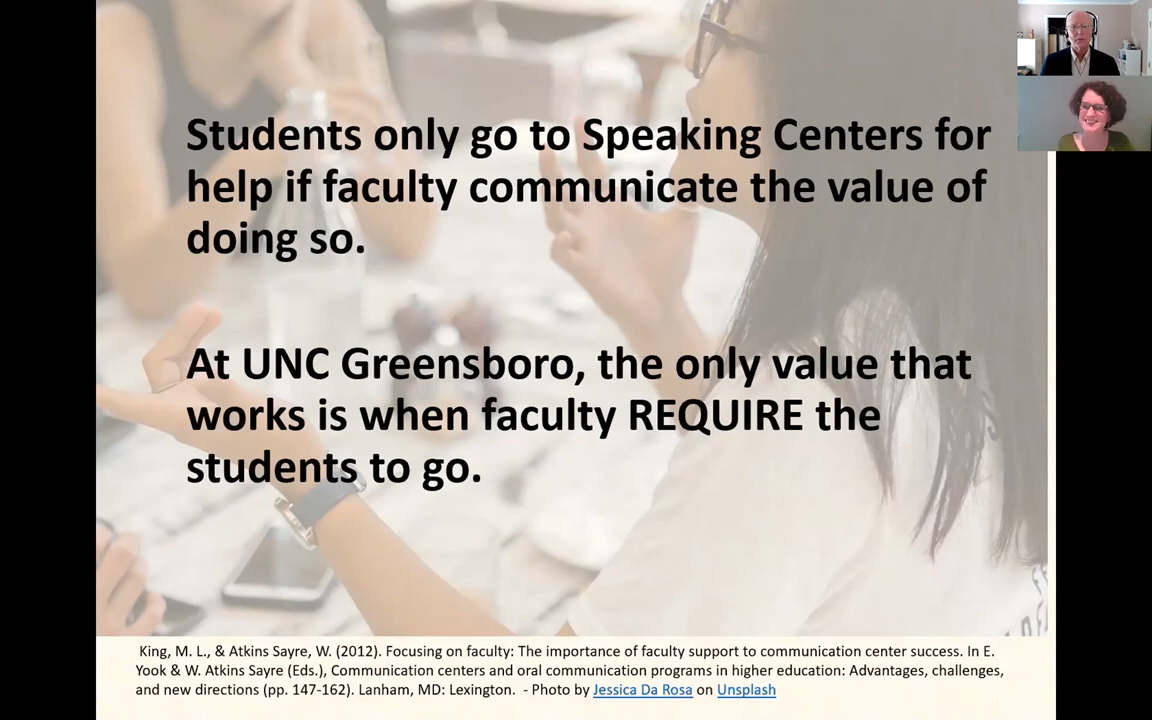 Students only go to Speaking Centers for
help if faculty communicate the value of
doing so.
At UNC Greensboro, the only value that
works is when faculty REQUIRE the
students to go.
King, M. L., & Atkins Sayre, W. (2012). Focusing on faculty: The importance of faculty support to communication center success. In E.
Yook & W. Atkins Sayre (Eds.), Communication centers and oral communication programs in higher education: Advantages, challenges,
and new directions (pp. 147-162). Lanham, MD: Lexington. - Photo by Jessica Da Rosa on Unsplash